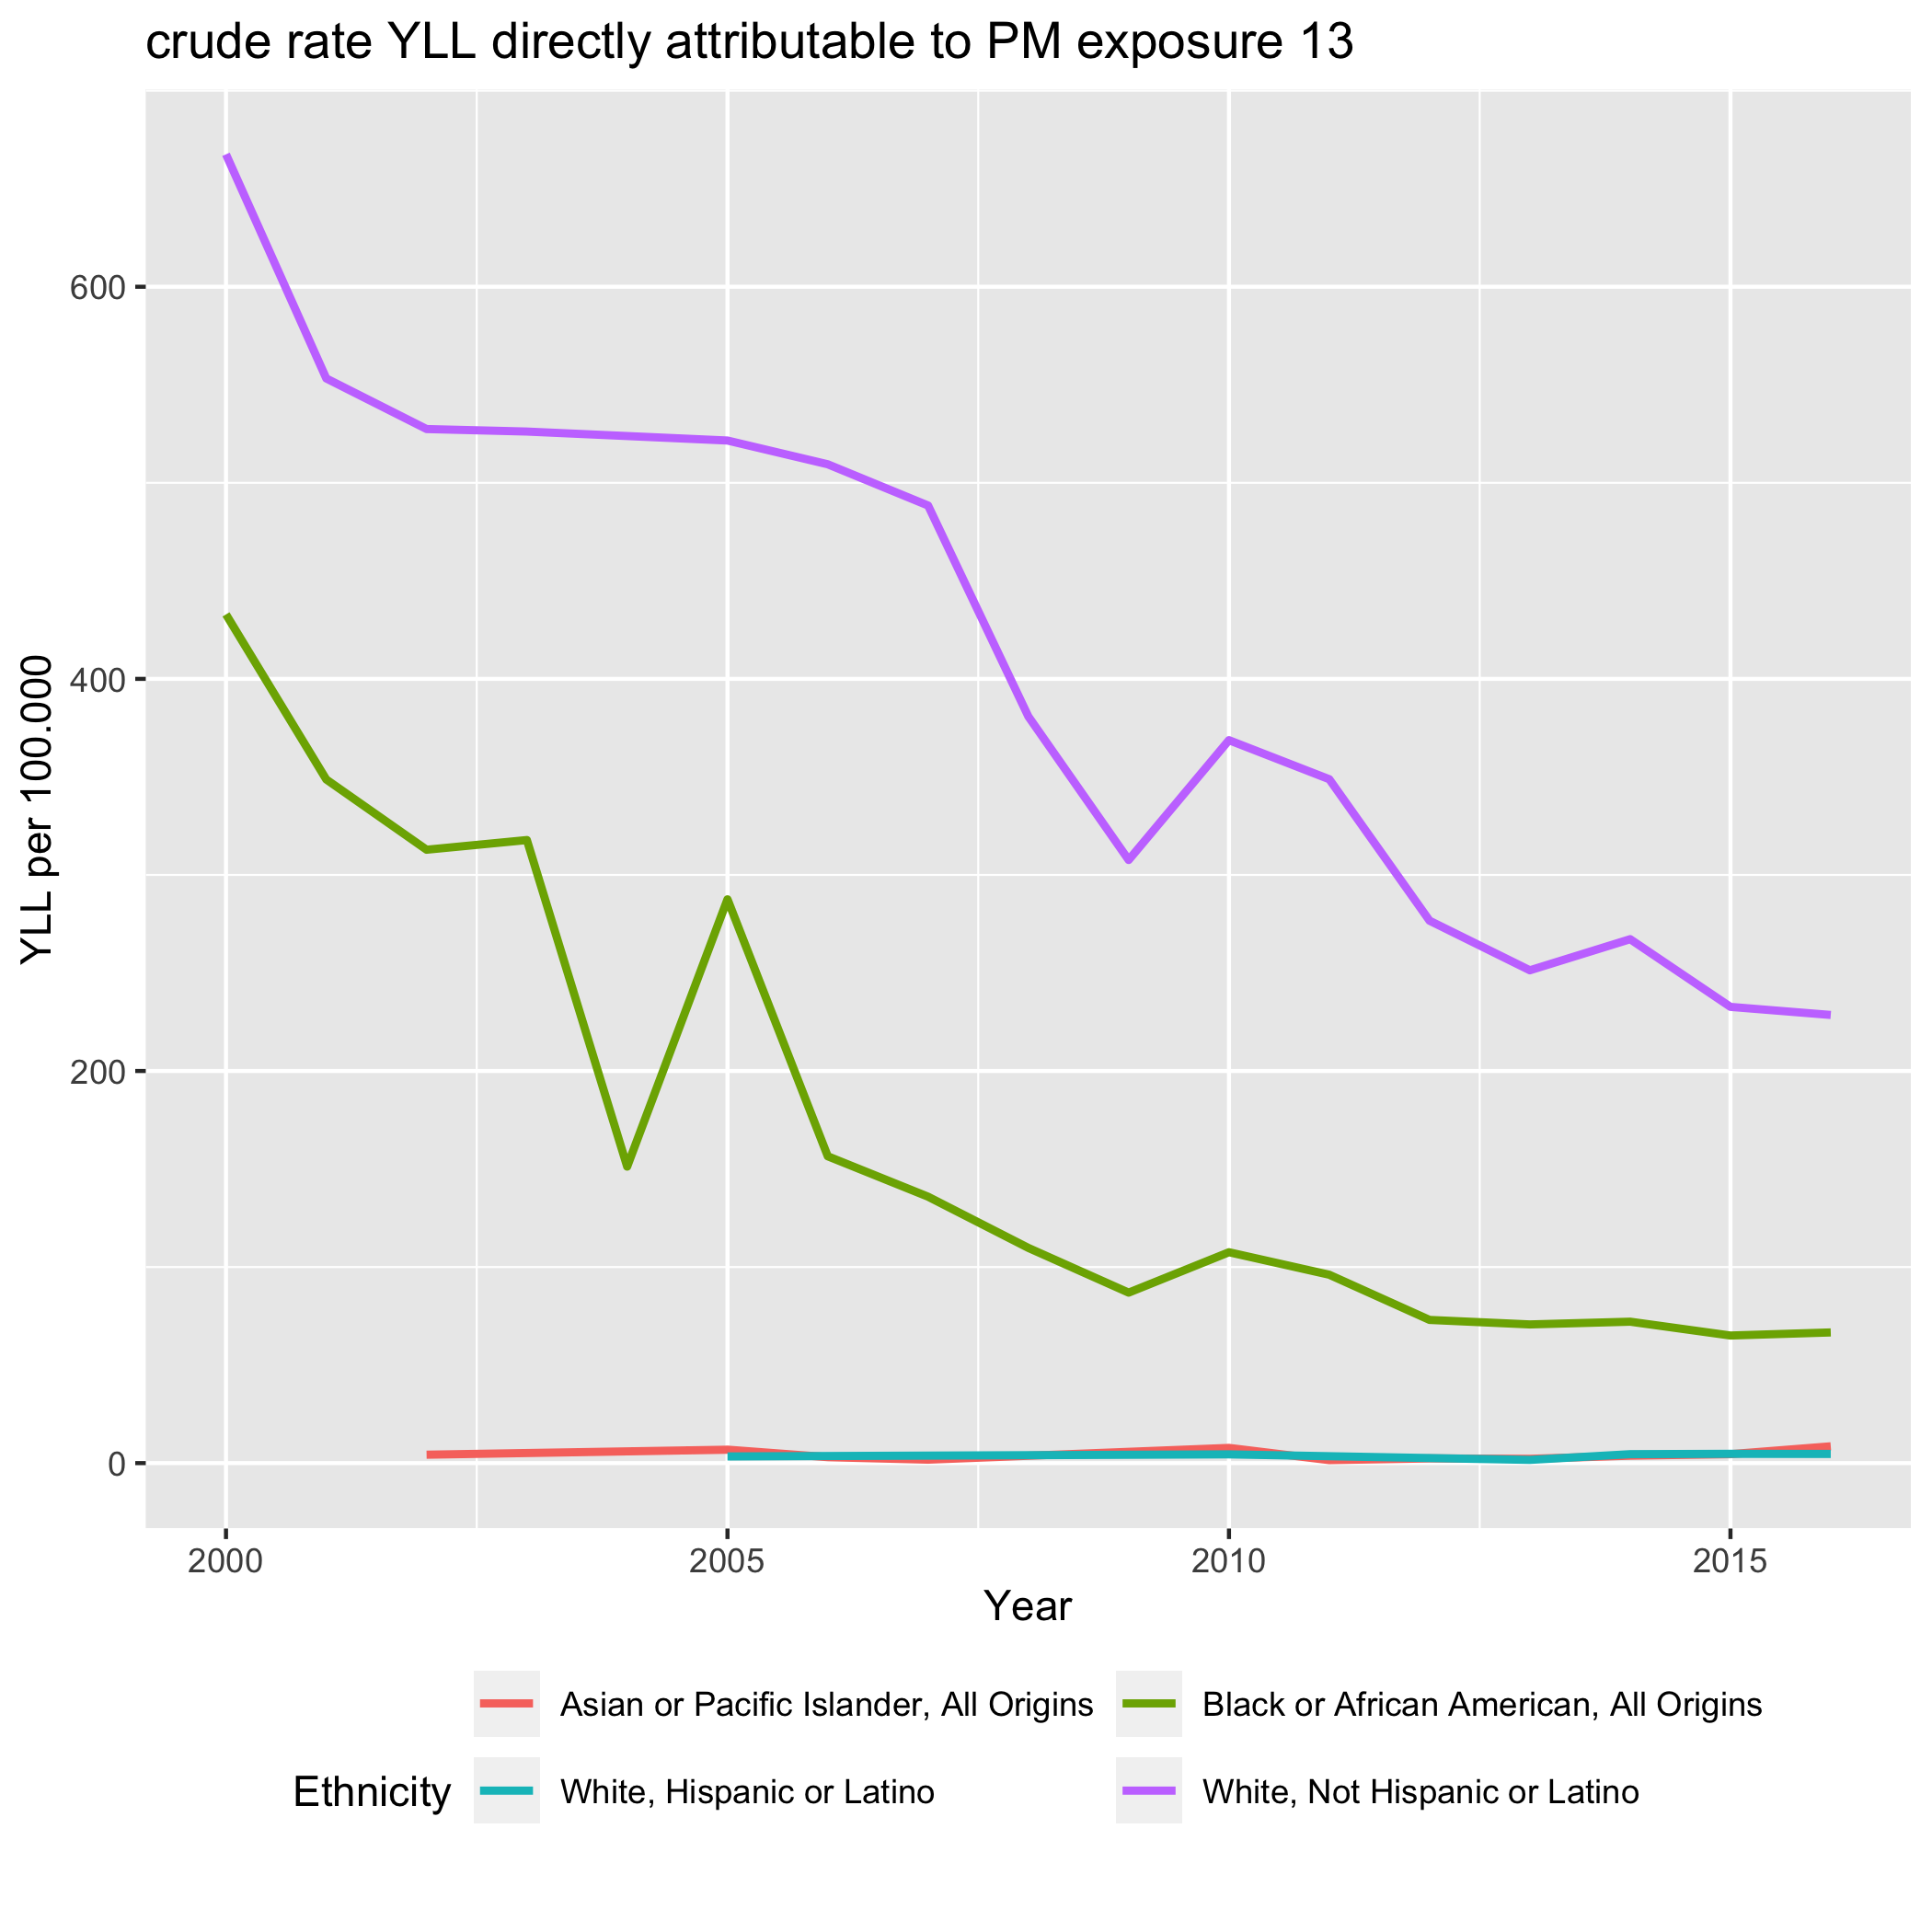 crude rate YLL directly attributable to PM exposure 13
YLL per 100.000
600
400
200
0
2000 2005 2010 2015
Year
Ethnicity
Asian or Pacific Islander, All Origins
Black or African American, All Origins
White, Hispanic or Latino
White, Not Hispanic or Latino